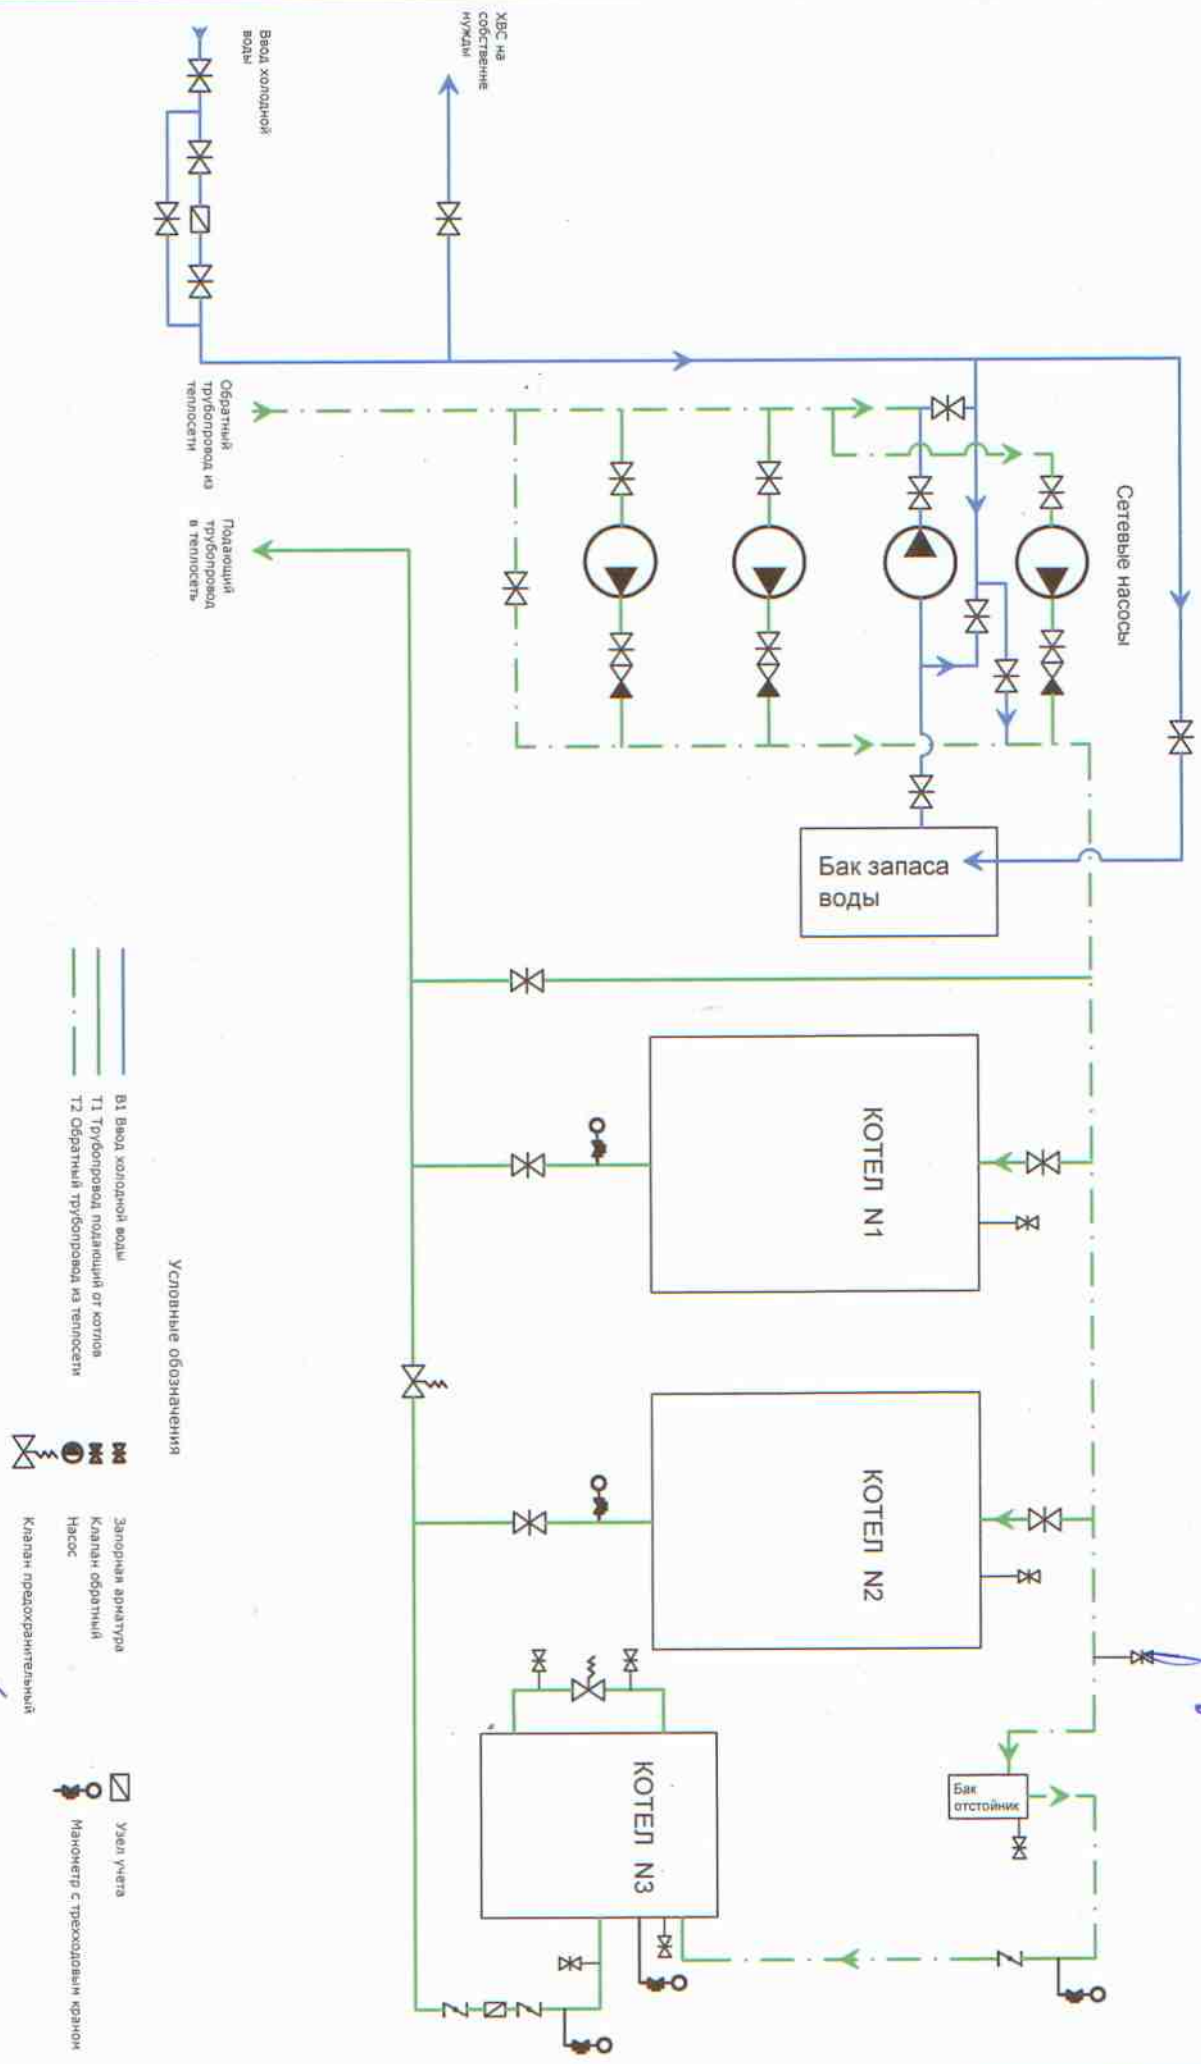 ХВС на
собственне
нужды
Ввод холодной
воды
Обратный
трубопровод из
теплосети
Подающий
трубопровод
в теплосеть
Сетевые насосы
Бак запаса
воды
КОТЕЛ N1
КОТЕЛ N2
КОТЕЛ N3
Бак
отстойник
Условные обозначения
В1 Ввод холодной воды
Т1 Трубопровод подающий от котлов
Т2 Обратный трубопровод из теплосети
Запорная арматура
Клапан обратный
Насос
Клапан предохранительный
Узел учета
Манометр с трехходовым краном